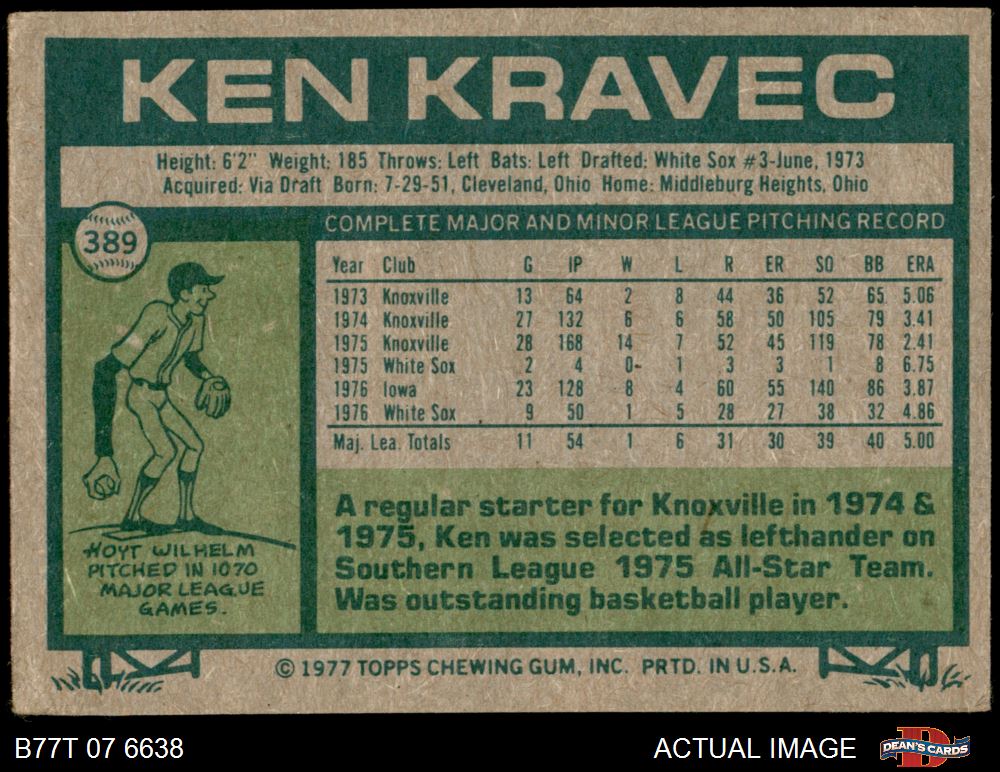 KEN KRAVEC
Height: 6'2" Weight: 185 Throws: Left Bats: Left Drafted: White Sox #3-June, 1973
Acquired: Via Draft Born: 7-29-51, Cleveland, Ohio Home: Middleburg Heights, Ohio
389
COMPLETE MAJOR AND MINOR LEAGUE PITCHING RECORD
Year Club G IP W L R ER SO BB ERA
1973 Knoxville 13 64 2 8 44 36 52 65 5.06
1974 Knoxville 27 132 6 6 58 50 105 79 3.41
1975 Knoxville 28 168 14 7 52 45 119 78 2.41
1975 White Sox 2 4 0 1 3 3 1 8 6.75
1976 Iowa 23 128 8 4 60 55 140 86 3.87
1976 White Sox 9 50 1 5 28 27 38 32 4.86
Maj. Lea. Totals 11 54 1 6 31 30 39 40 5.00
HOYT WILHELM
PITCHED IN 1070
MAJOR LEAGUE
GAMES.
A regular starter for Knoxville in 1974 &
1975, Ken was selected as lefthander on
Southern League 1975 All-Star Team.
Was outstanding basketball player.
© 1977 TOPPS CHEWING GUM, INC. PRTD. IN U.S.A.
B77T 07 6638
ACTUAL IMAGE
DEAN'S CARDS